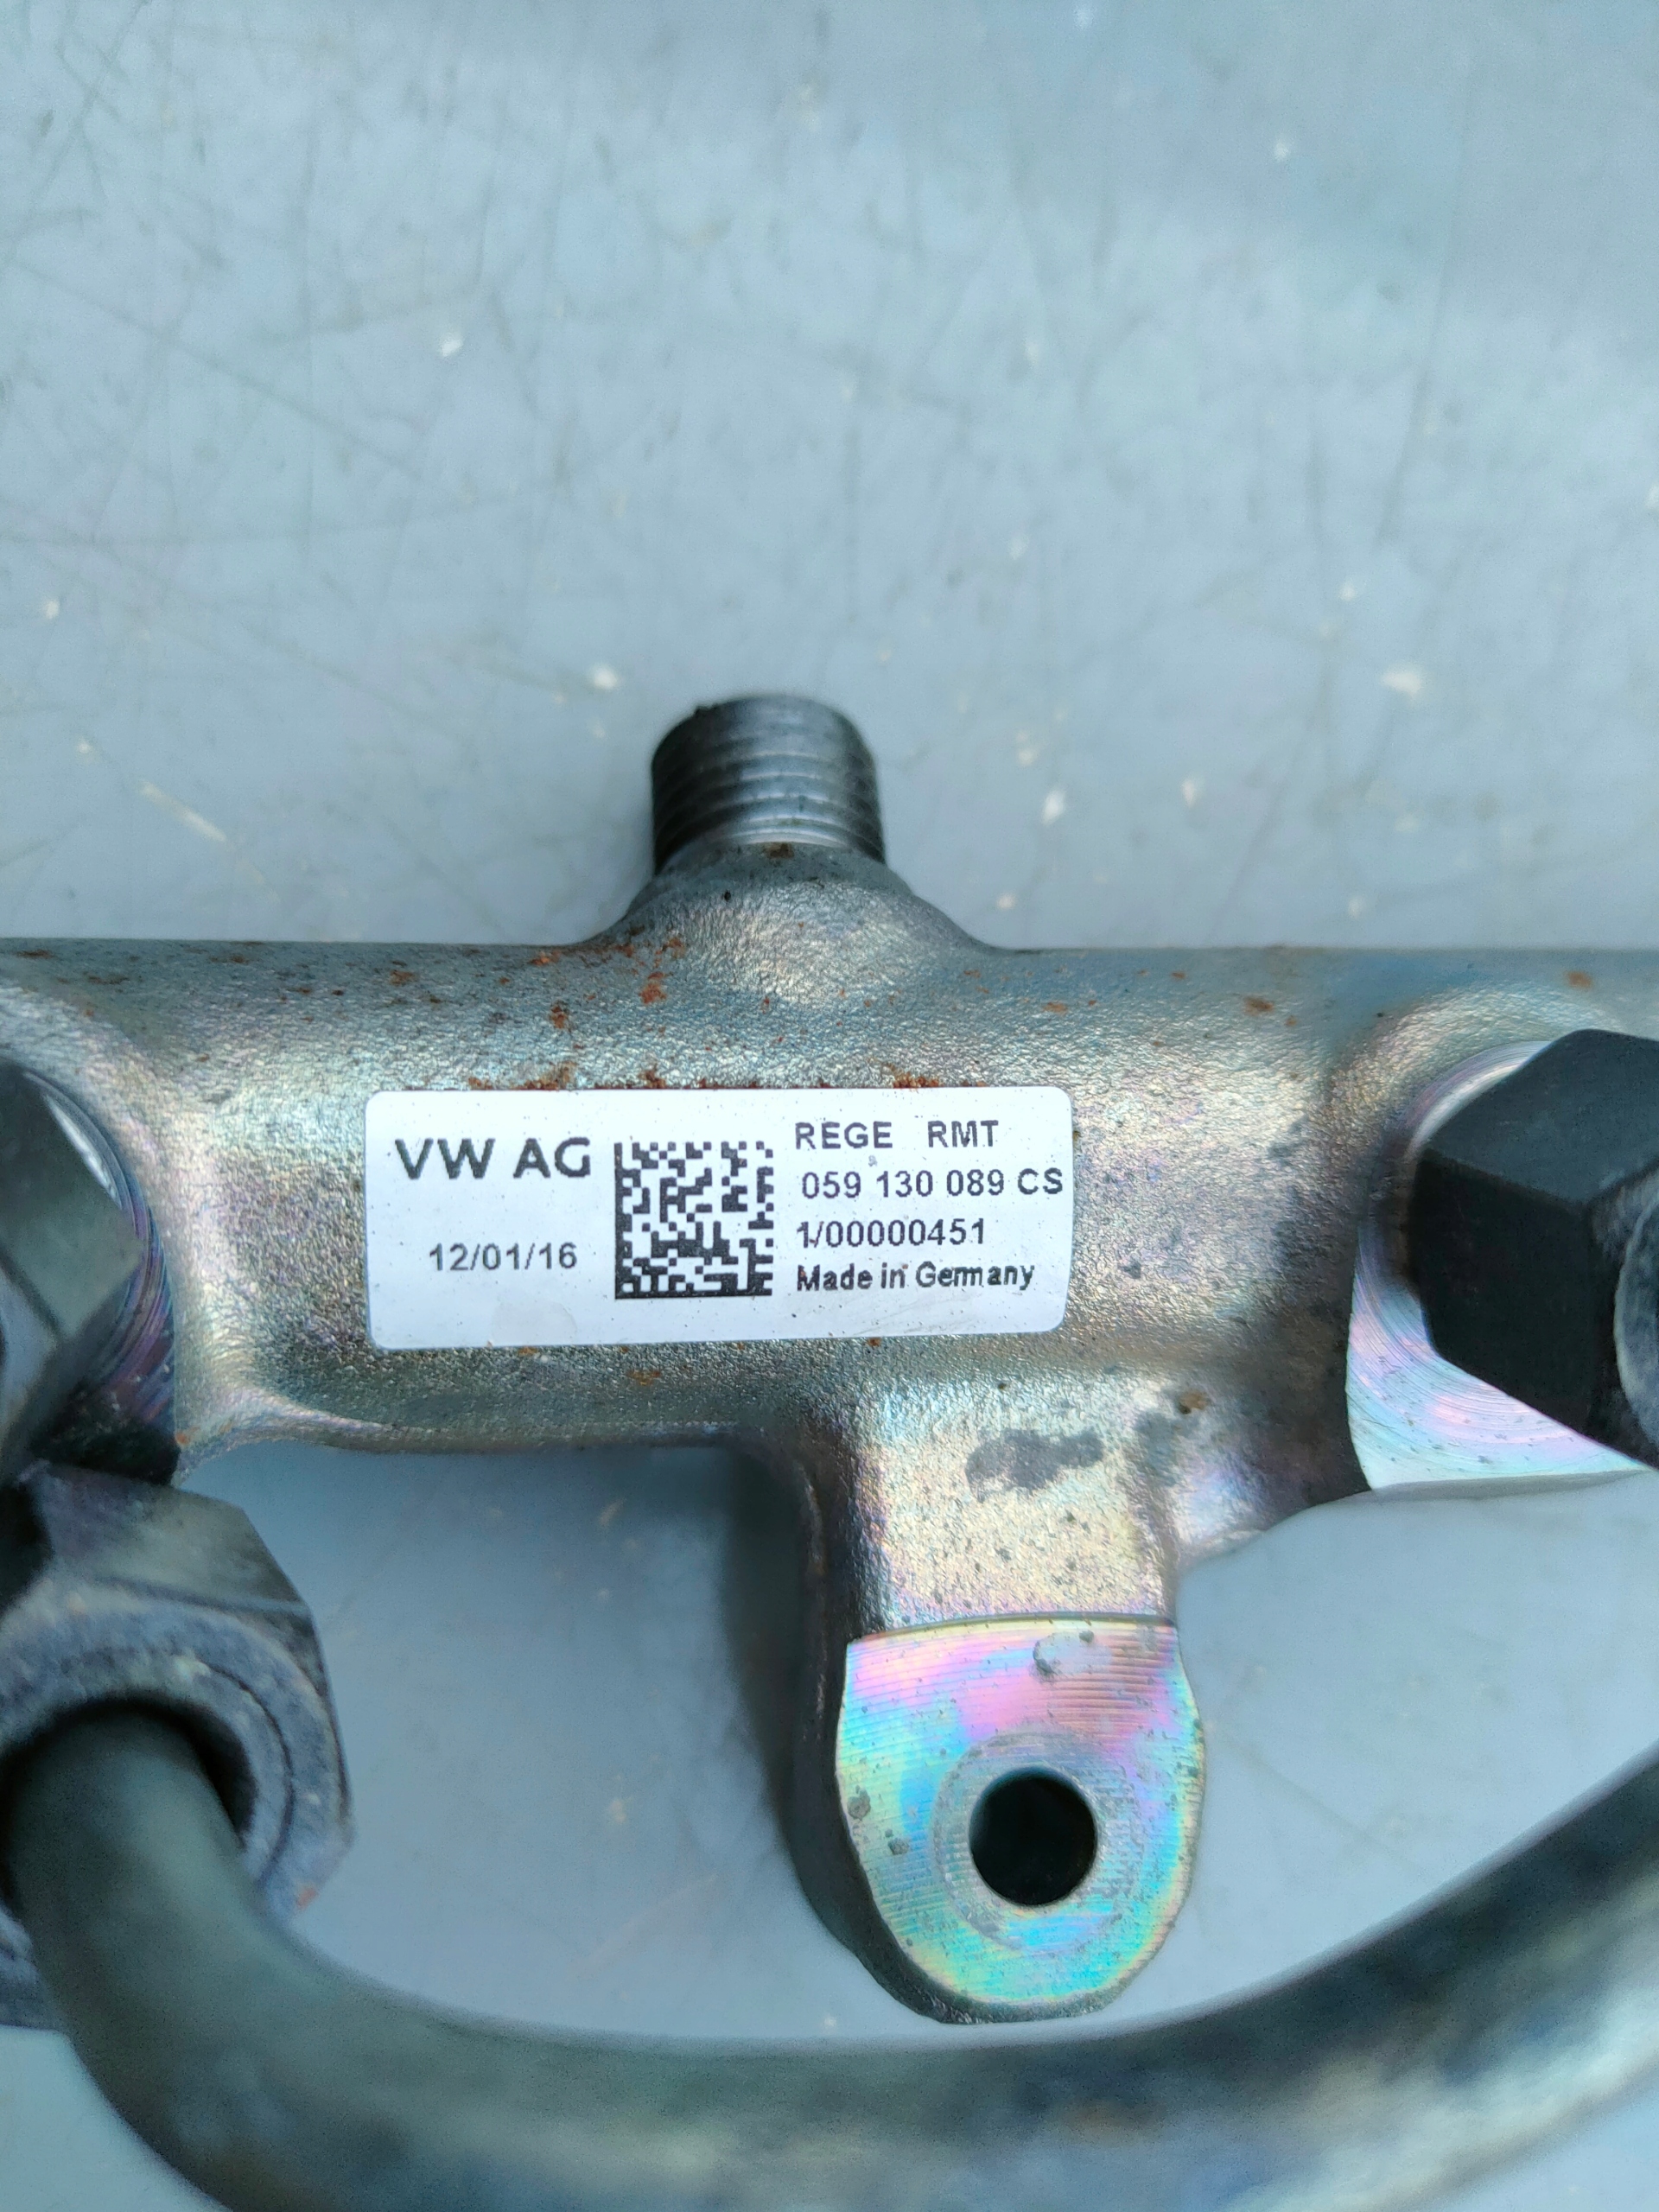 VW AG
12/01/16
REGE RMT
059 130 089 CS
1/00000451
Made in Germany